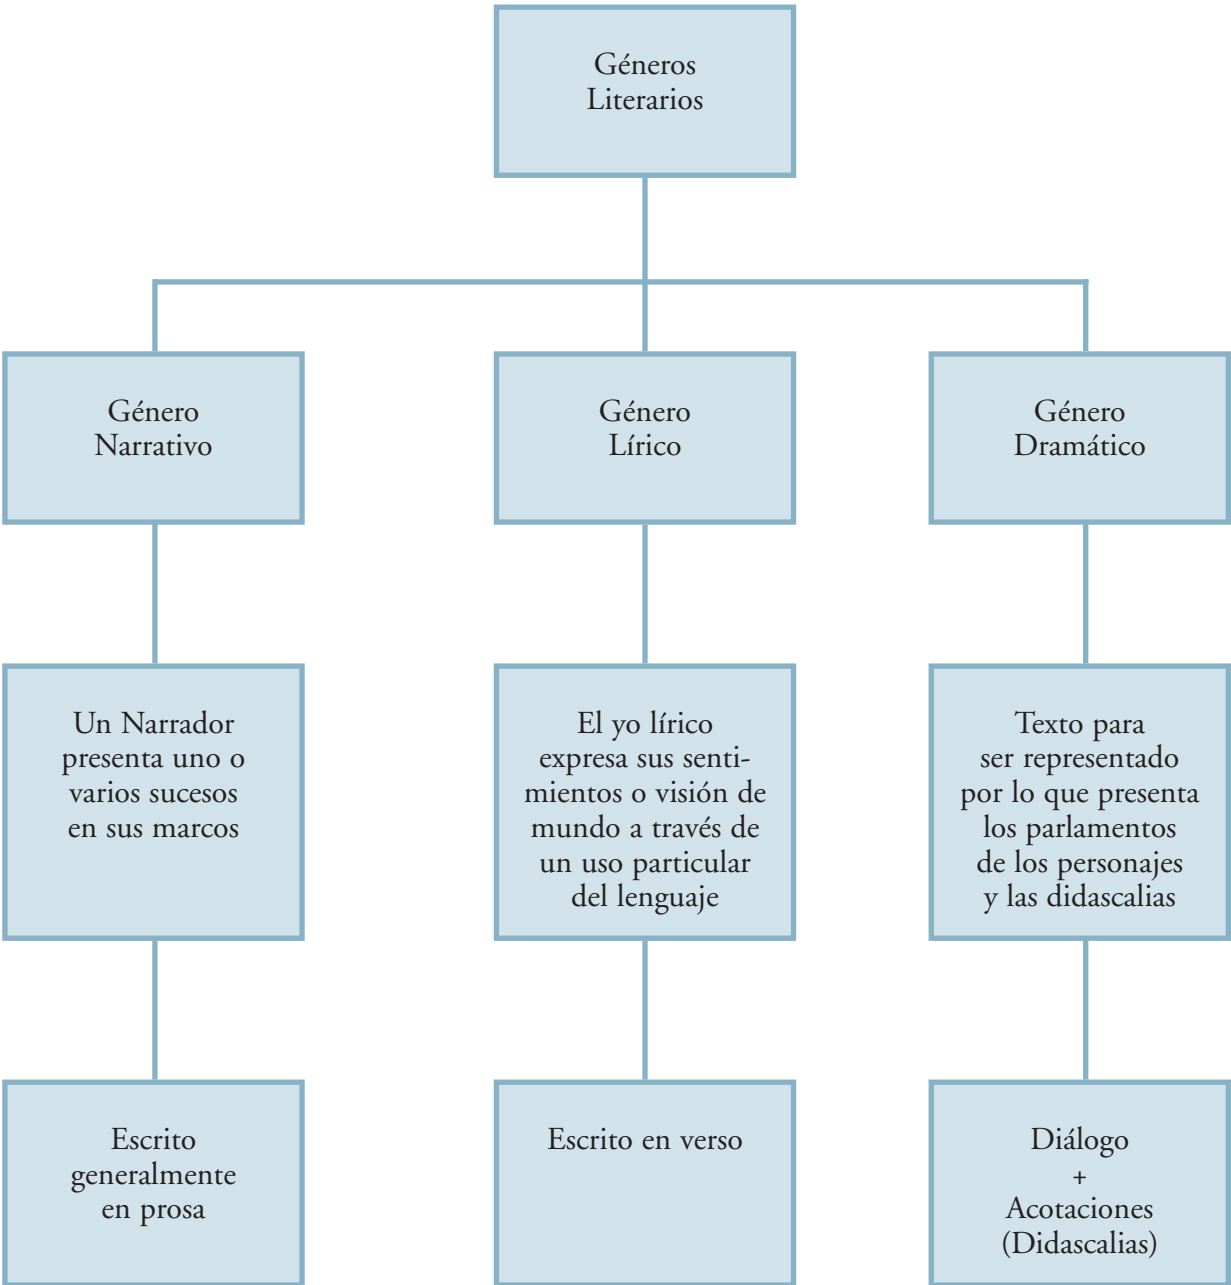 Géneros
Literarios
Género
Narrativo
Género
Lírico
Género
Dramático
Un Narrador
presenta uno o
varios sucesos
en sus marcos
El yo lírico
expresa sus senti-
mientos o visión de
mundo a través de
un uso particular
del lenguaje
Texto para
ser representado
por lo que presenta
los parlamentos
de los personajes
y las didascalias
Escrito
generalmente
en prosa
Escrito en verso
Diálogo
+
Acotaciones
(Didascalias)